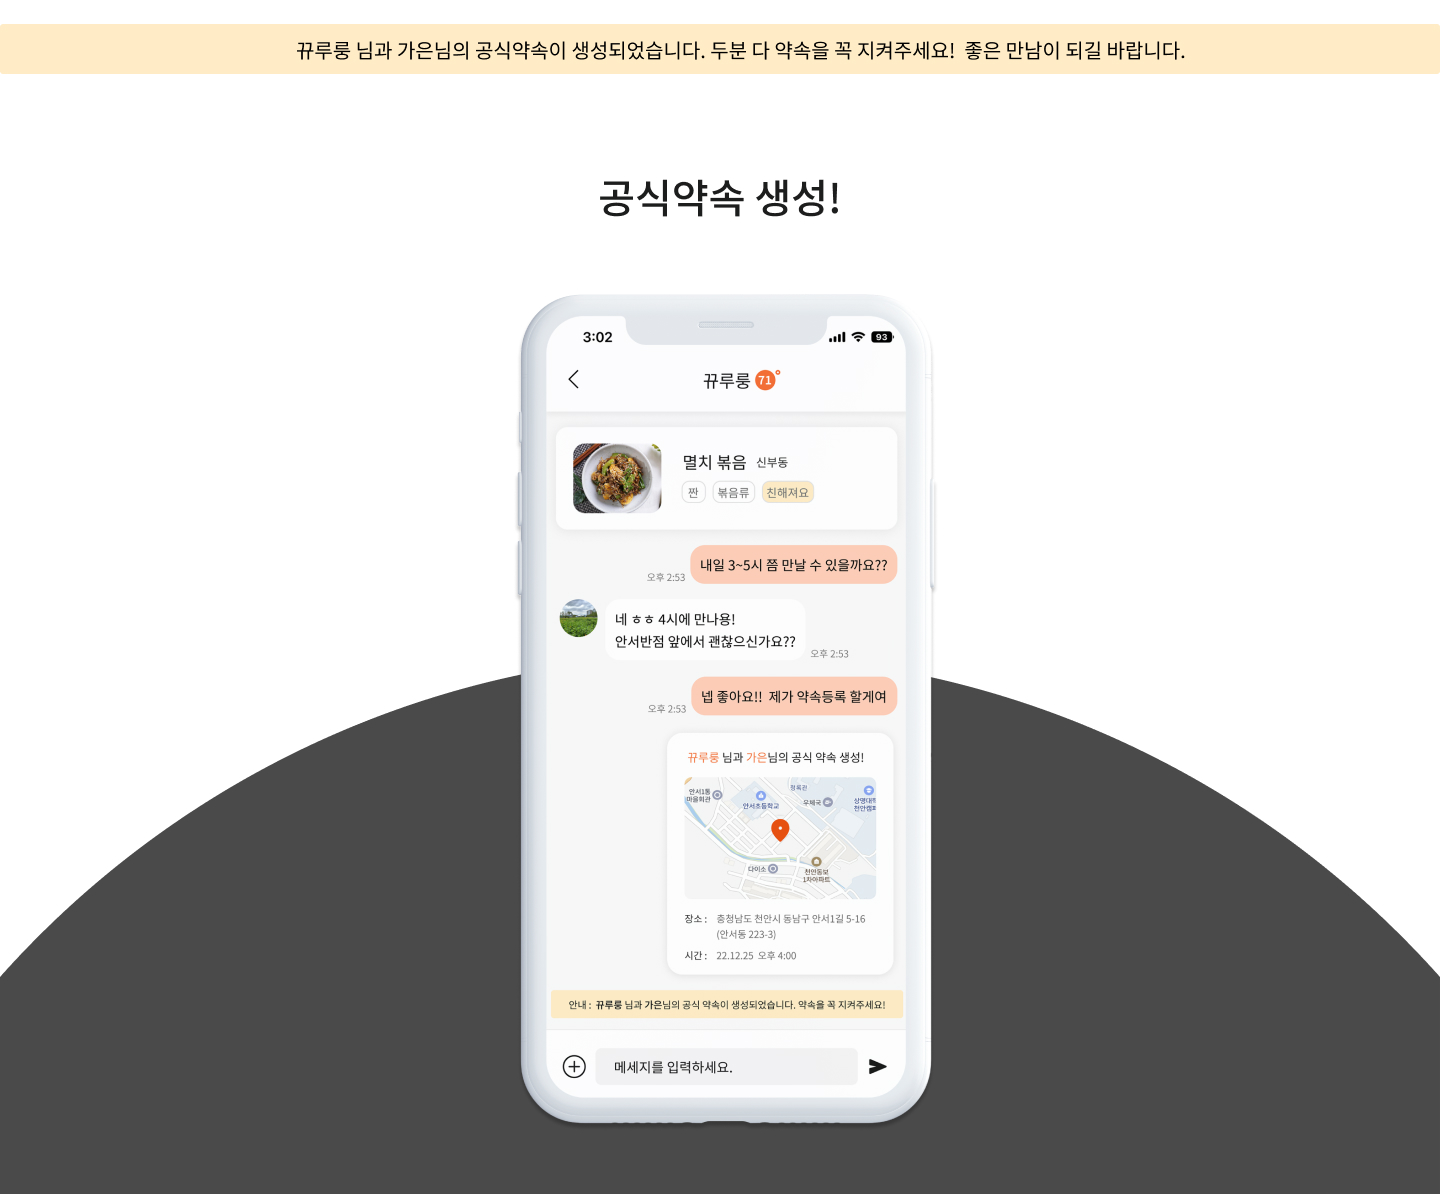 뀨루룽 님과 가은님의 공식약속이 생성되었습니다. 두분 다 약속을 꼭 지켜주세요! 좋은 만남이 되길 바랍니다.
공식약속 생성!
3:02
93
뀨루룽 71°
멸치 볶음 신부동
짠 볶음류 친해져요
내일 3~5시 쯤 만날 수 있을까요??
오후 2:53
네 ㅎㅎ 4시에 만나용!
안서반점 앞에서 괜찮으신가요??
오후 2:53
넵 좋아요!! 제가 약속등록 할게여
오후 2:53
뀨루룽 님과 가은님의 공식 약속 생성!
안서1통
마을회관
안서초등학교
정록관
우체국
상명대학
천안캠퍼
다이소
천안동보
1차아파트
장소 : 충청남도 천안시 동남구 안서1길 5-16
(안서동 223-3)
시간 : 22.12.25 오후 4:00
안내 : 뀨루룽 님과 가은님의 공식 약속이 생성되었습니다. 약속을 꼭 지켜주세요!
메세지를 입력하세요.